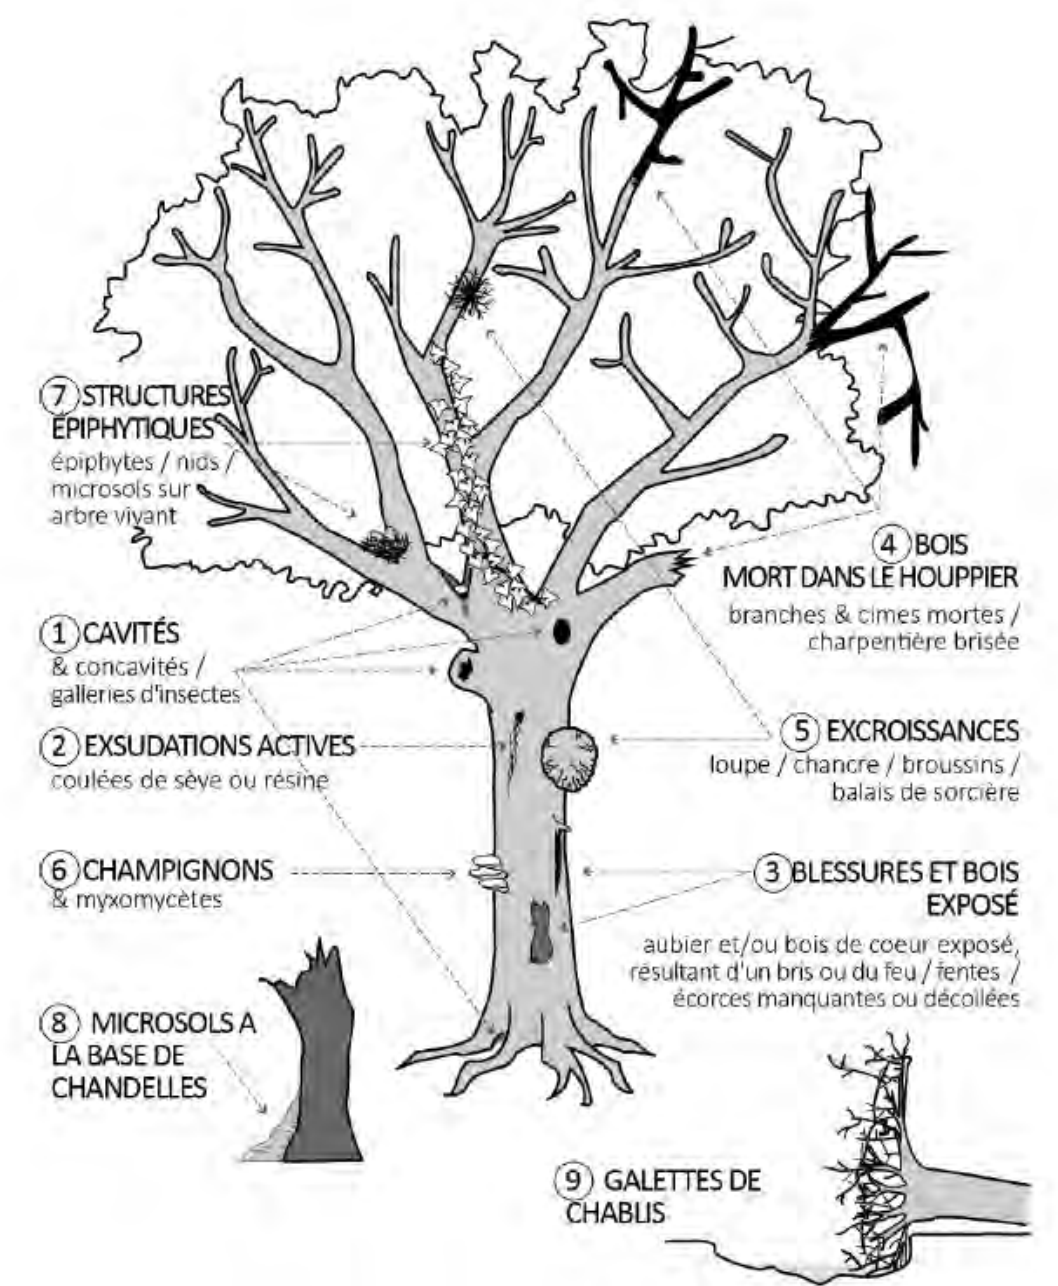 7 STRUCTURES
ÉPIPHYTIQUES
épiphytes / nids /
microsols sur
arbre vivant
4 BOIS
MORT DANS LE HOUPPIER
branches & cimes mortes /
charpentière brisée
1 CAVITÉS
& concavités /
galleries d'insectes
2 EXSUDATIONS ACTIVES
coulées de sève ou résine
5 EXCROISSANCES
loupe / chancre / broussins /
balais de sorcière
6 CHAMPIGNONS
& myxomycètes
3 BLESSURES ET BOIS
EXPOSÉ
aubier et/ou bois de coeur exposé,
résultant d'un bris ou du feu / fentes /
écorces manquantes ou décollées
8 MICROSOLS A
LA BASE DE
CHANDELLES
9 GALETTES DE
CHABLIS